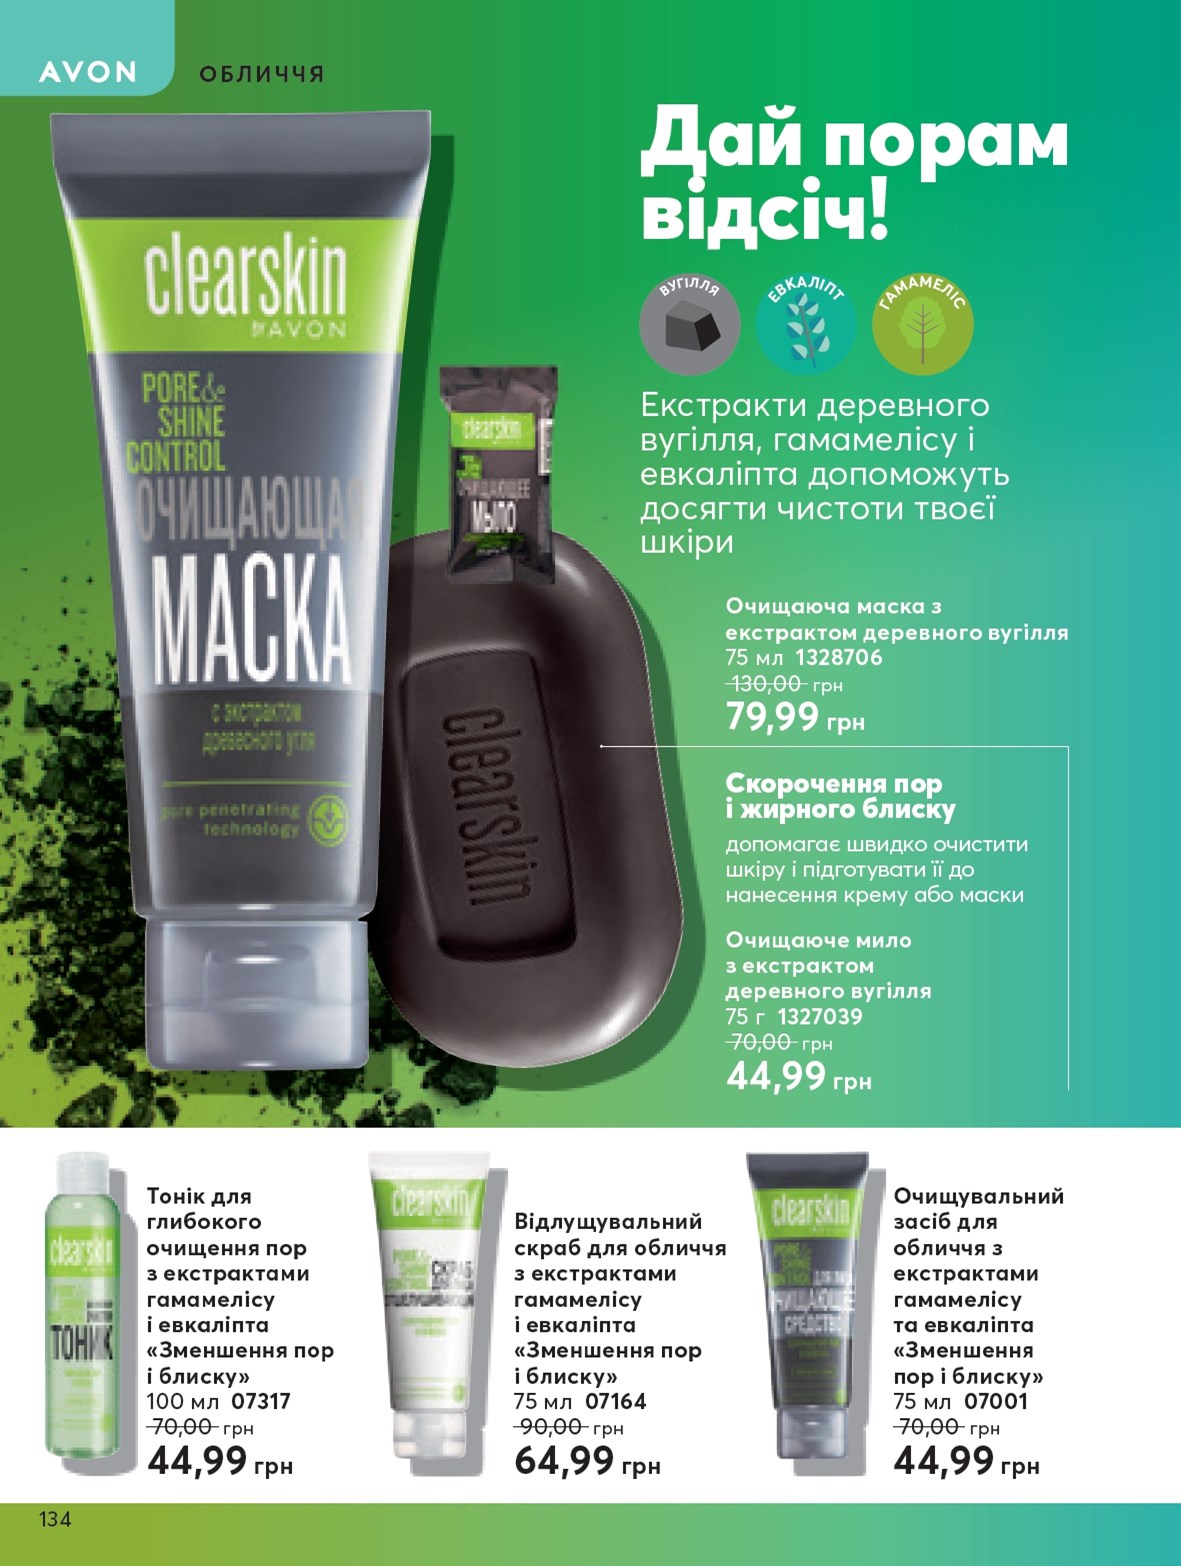 AVON
ОБЛИЧЧЯ
Дай порам
відсіч!
ВУГІЛЛЯ
ЕВКАЛІПТ
ГАМАМЕЛІС
Екстракти деревного
вугілля, гамамелісу і
евкаліпта допоможуть
досягти чистоти твоєї
шкіри
clearskin
BY AVON
PORE &
SHINE
CONTROL
ОЧИЩАЮЩАЯ
МАСКА
с экстрактом
древесного угля
pore penetrating
technology
clearskin
ОЧИЩАЮЩЕЕ
МЫЛО
clearskin
Очищаюча маска з
екстрактом деревного вугілля
75 мл 1328706
130,00 грн
79,99 грн
Скорочення пор
і жирного блиску
допомагає швидко очистити
шкіру і підготувати її до
нанесення крему або маски
Очищаюче мило
з екстрактом
деревного вугілля
75 г 1327039
70,00 грн
44,99 грн
clearskin
ТОНИК
Тонік для
глибокого
очищення пор
з екстрактами
гамамелісу
і евкаліпта
«Зменшення пор
і блиску»
100 мл 07317
70,00 грн
44,99 грн
clearskin
PORE &
SHINE
СКРАБ
Відлущувальний
скраб для обличчя
з екстрактами
гамамелісу
і евкаліпта
«Зменшення пор
і блиску»
75 мл 07164
90,00 грн
64,99 грн
clearskin
PORE &
SHINE
CONTROL
ОЧИЩАЮЩЕЕ
СРЕДСТВО
Очищувальний
засіб для
обличчя з
екстрактами
гамамелісу
та евкаліпта
«Зменшення
пор і блиску»
75 мл 07001
70,00 грн
44,99 грн
134